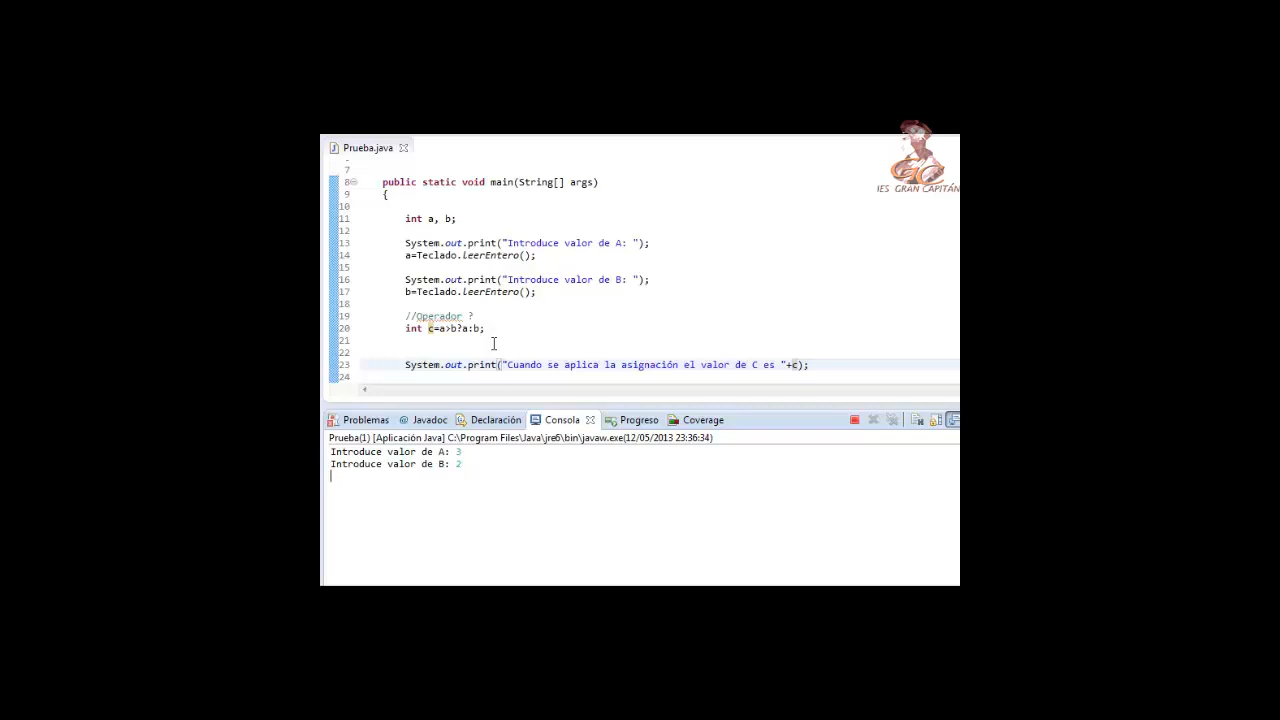 Prueba.java
GC
IES GRAN CAPITÁN
7
8 public static void main(String[] args)
9 {
10
11 int a, b;
12
13 System.out.print("Introduce valor de A: ");
14 a=Teclado.leerEntero();
15
16 System.out.print("Introduce valor de B: ");
17 b=Teclado.leerEntero();
18
19 //Operador ?
20 int c=a>b?a:b;
21
22
23 System.out.print("Cuando se aplica la asignación el valor de C es "+c);
24
Problemas @ Javadoc Declaración Consola Progreso Coverage
Prueba(1) [Aplicación Java] C:\Program Files\Java\jre6\bin\javaw.exe(12/05/2013 23:36:34)
Introduce valor de A: 3
Introduce valor de B: 2